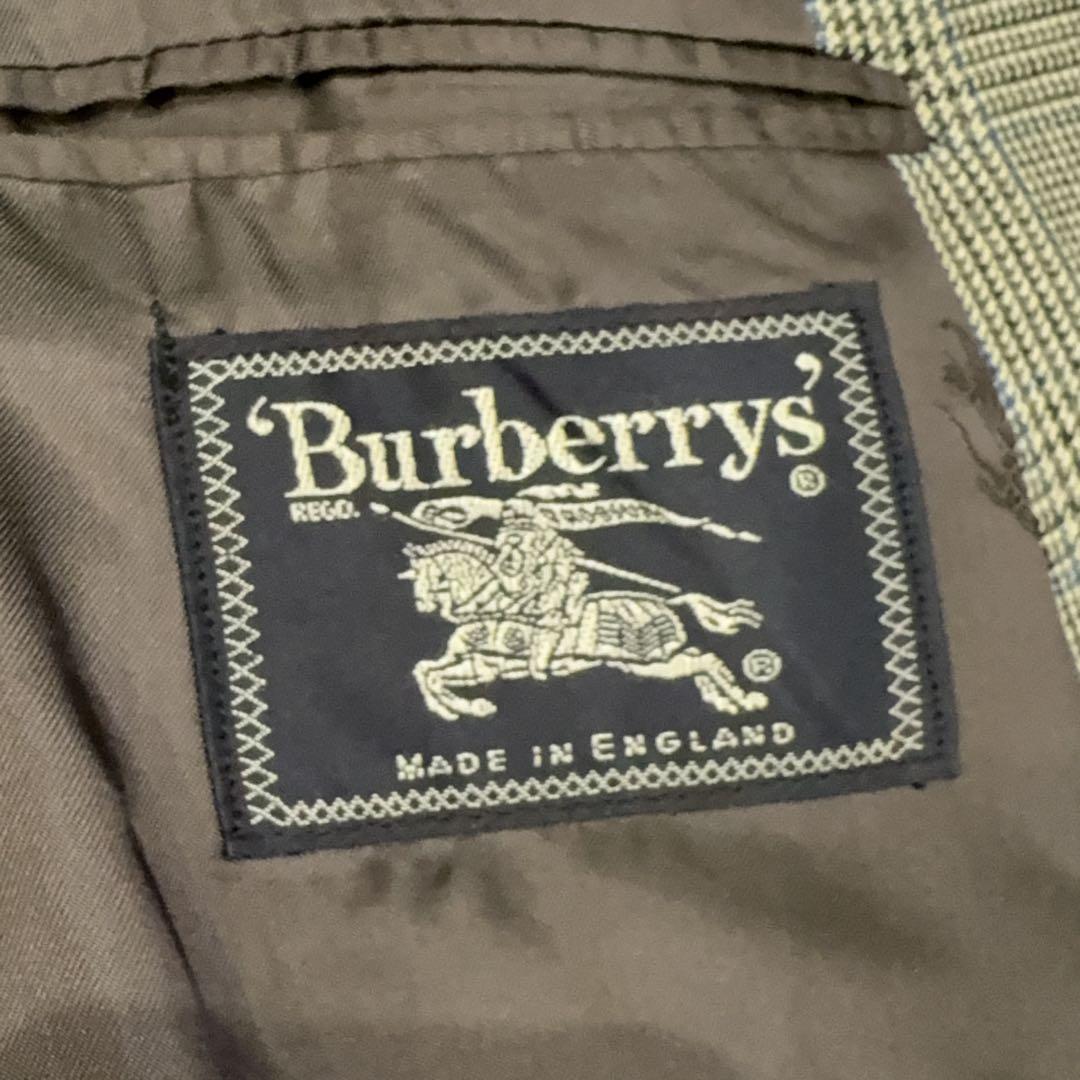 ‘Burberrys’
®
REGD.
®
MADE IN ENGLAND